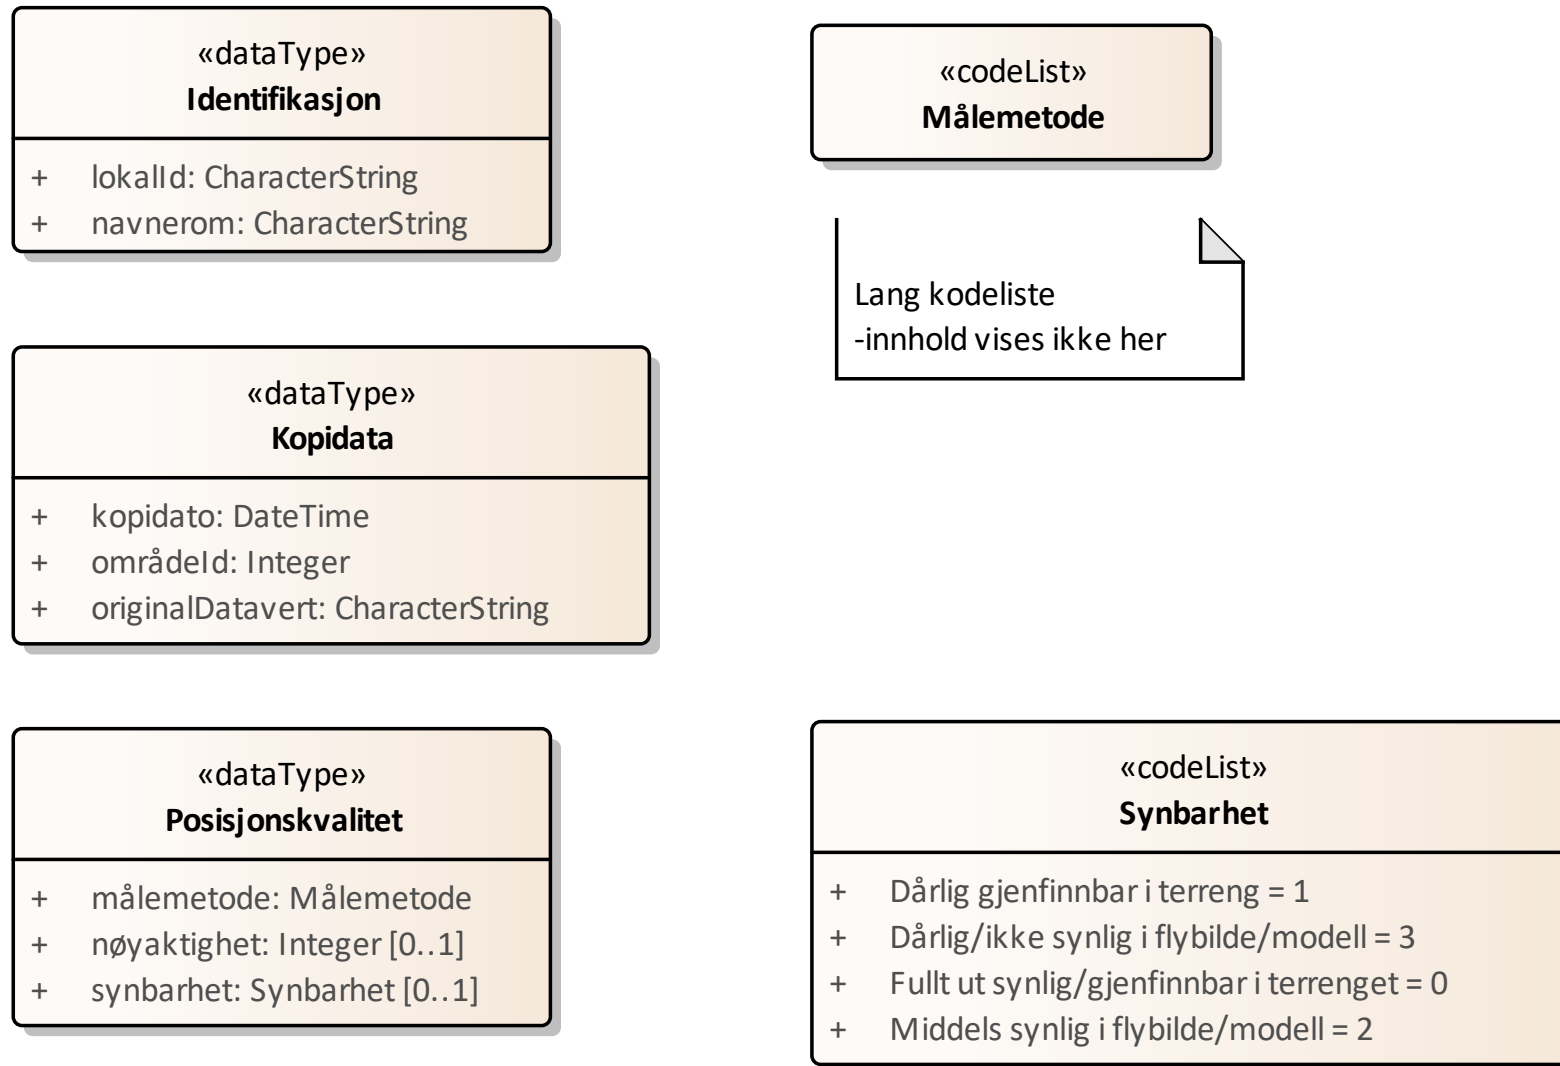 «dataType»
Identifikasjon
+ lokalId: CharacterString
+ navnerom: CharacterString
«codeList»
Målemetode
Lang kodeliste
-innhold vises ikke her
«dataType»
Kopidata
+ kopidato: DateTime
+ områdeId: Integer
+ originalDatavert: CharacterString
«dataType»
Posisjonskvalitet
+ målemetode: Målemetode
+ nøyaktighet: Integer [0..1]
+ synbarhet: Synbarhet [0..1]
«codeList»
Synbarhet
+ Dårlig gjenfinnbar i terreng = 1
+ Dårlig/ikke synlig i flybilde/modell = 3
+ Fullt ut synlig/gjenfinnbar i terrenget = 0
+ Middels synlig i flybilde/modell = 2